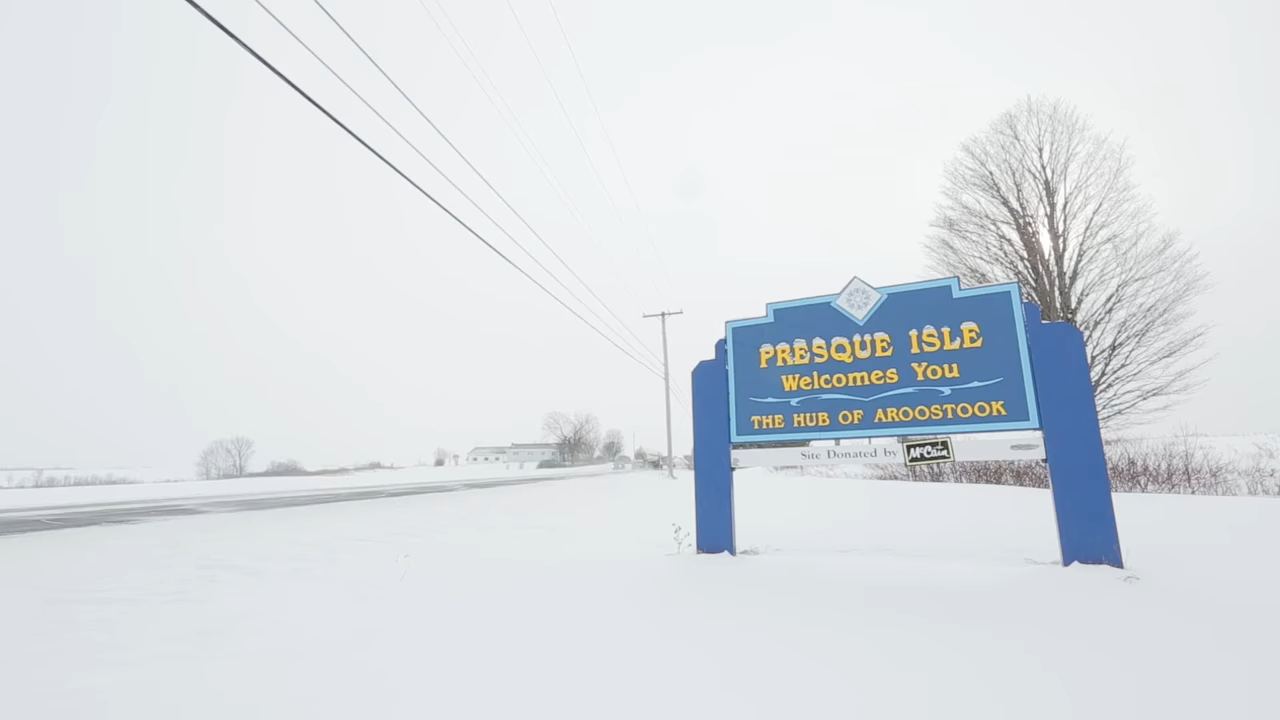 PRESQUE ISLE
Welcomes You
THE HUB OF AROOSTOOK
Site Donated by McCain